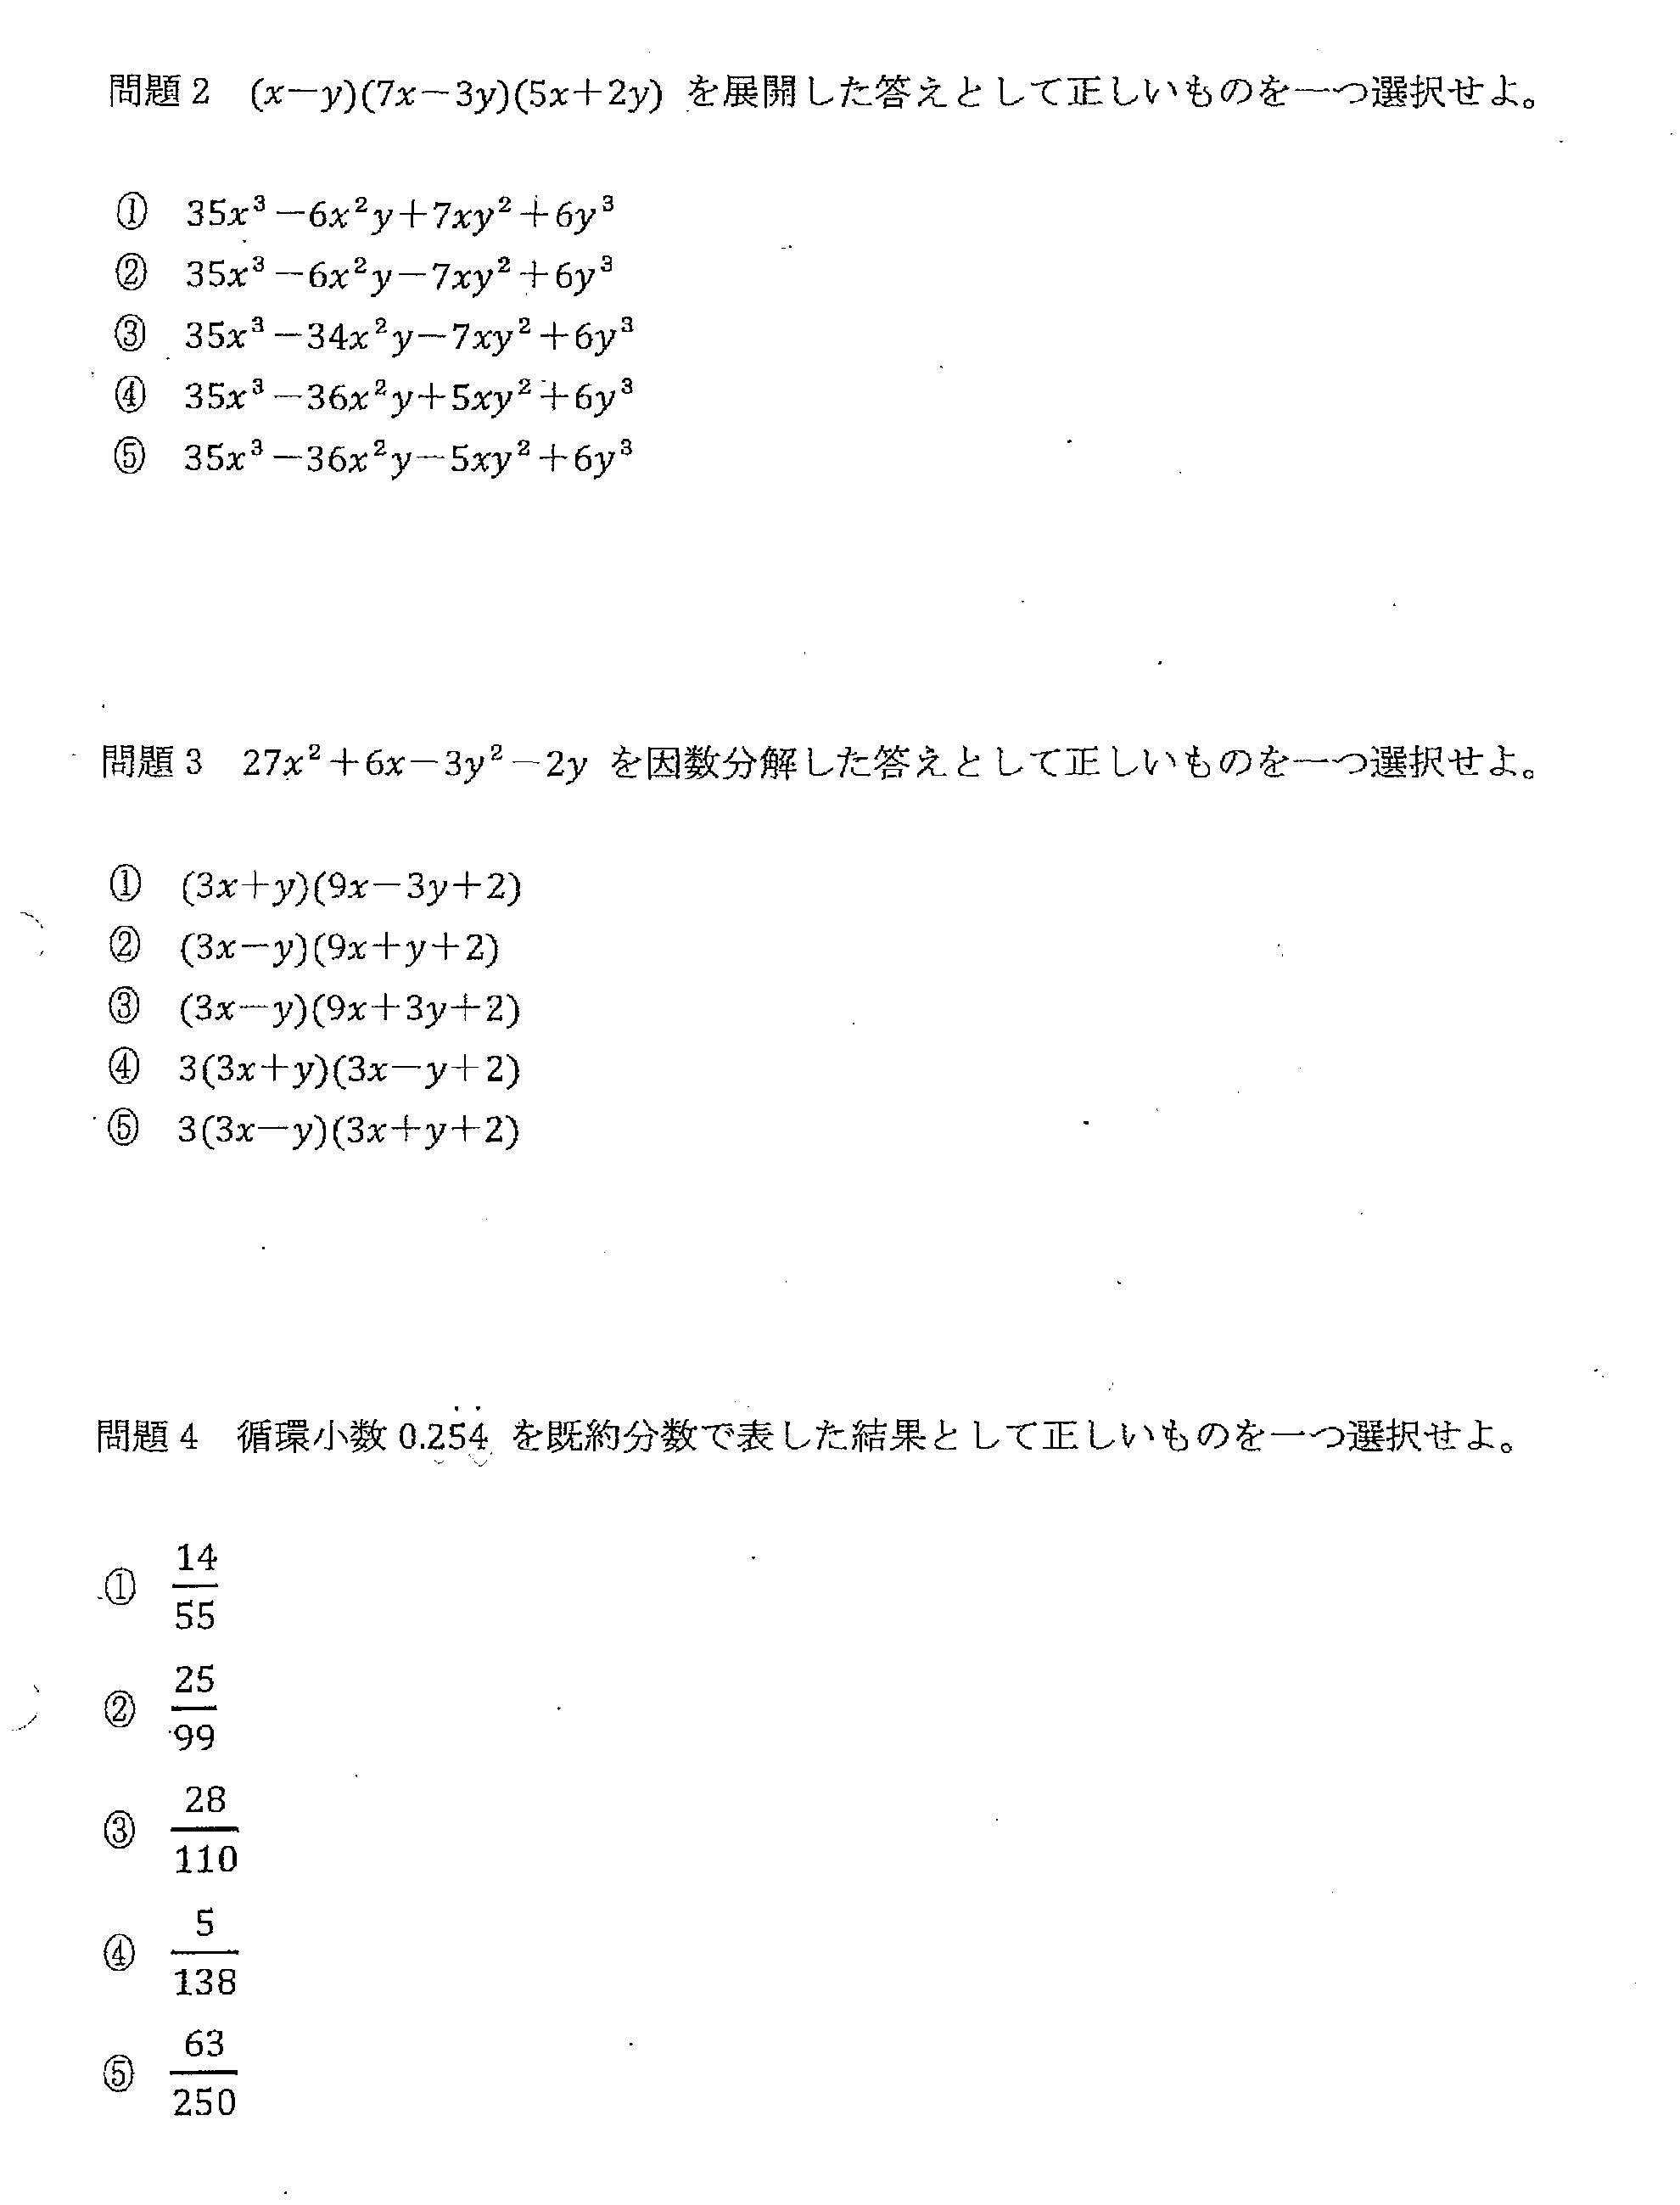 問題2 (x－y)(7x－3y)(5x＋2y) を展開した答えとして正しいものを一つ選択せよ。
① 35x³－6x²y＋7xy²＋6y³
② 35x³－6x²y－7xy²＋6y³
③ 35x³－34x²y－7xy²＋6y³
④ 35x³－36x²y＋5xy²＋6y³
⑤ 35x³－36x²y－5xy²＋6y³
問題3 27x²＋6x－3y²－2y を因数分解した答えとして正しいものを一つ選択せよ。
① (3x＋y)(9x－3y＋2)
② (3x－y)(9x＋y＋2)
③ (3x－y)(9x＋3y＋2)
④ 3(3x＋y)(3x－y＋2)
⑤ 3(3x－y)(3x＋y＋2)
問題4 循環小数 0.25̇4̇ を既約分数で表した結果として正しいものを一つ選択せよ。
① 14/55
② 25/99
③ 28/110
④ 5/138
⑤ 63/250